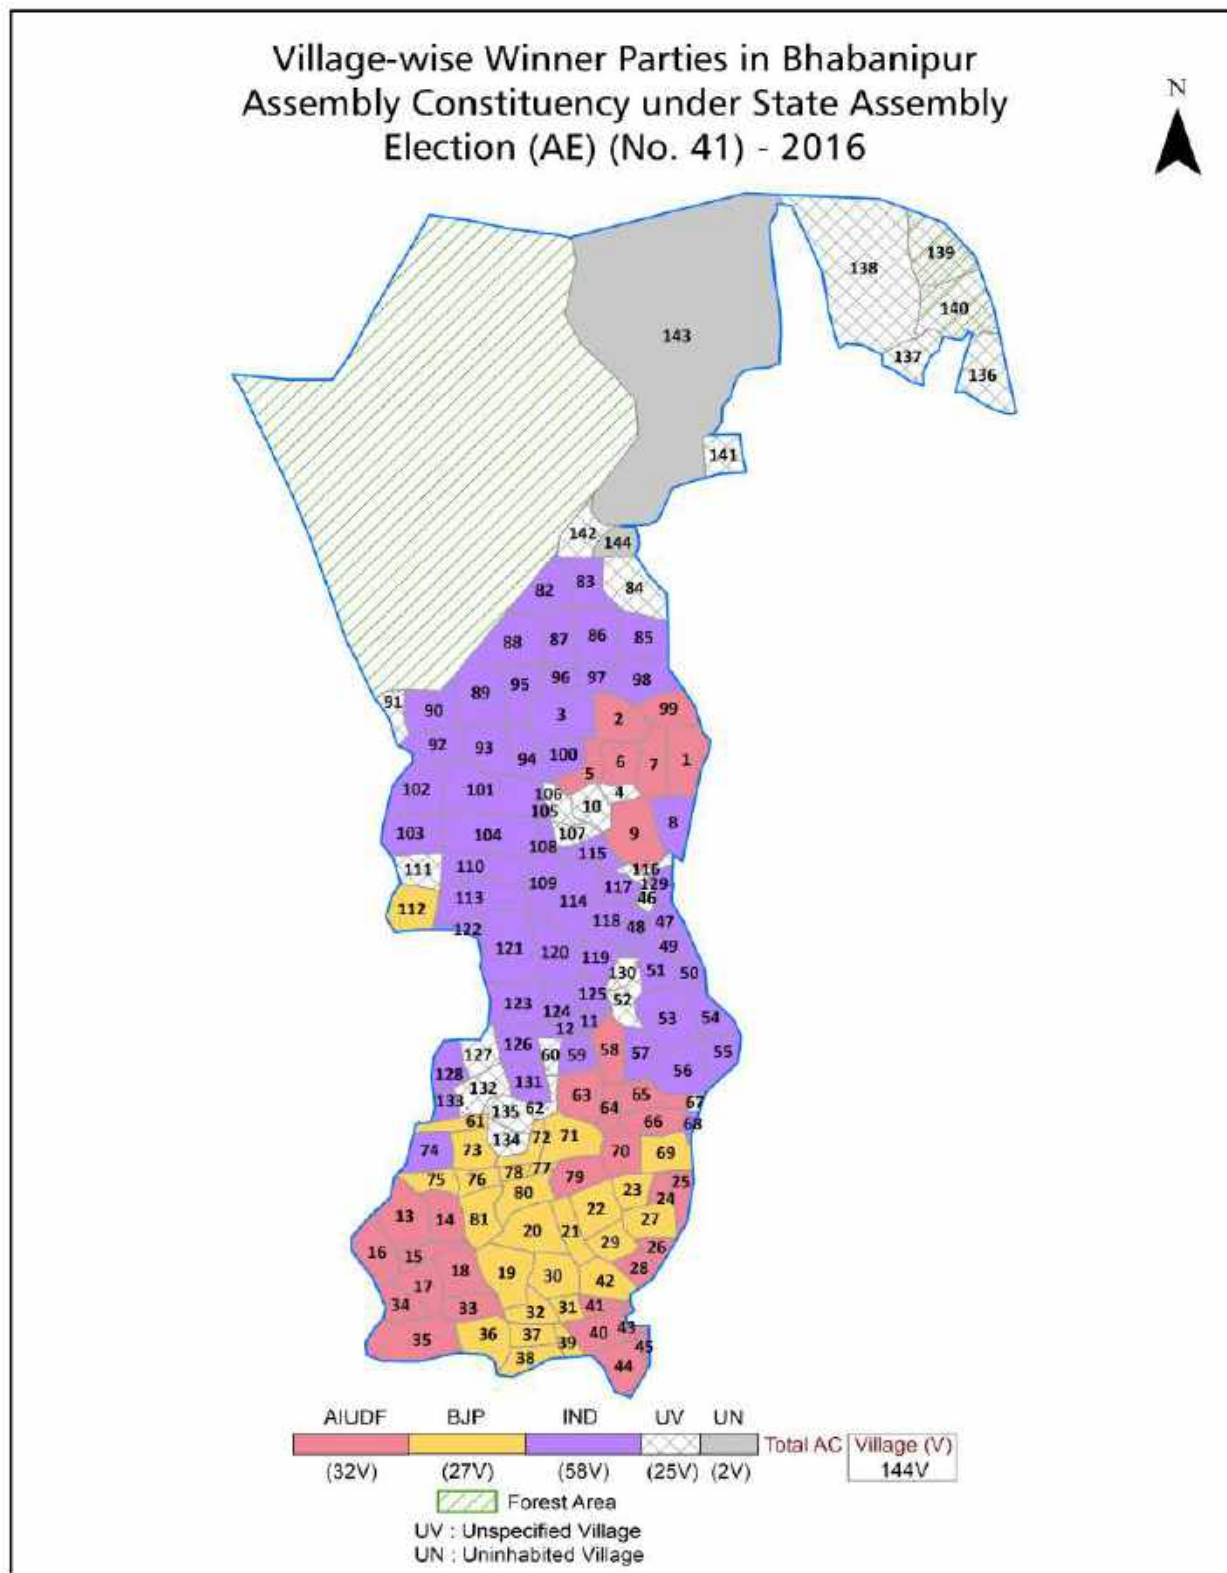 Village-wise Winner Parties in Bhabanipur
Assembly Constituency under State Assembly
Election (AE) (No. 41) - 2016
N
139
138
140
143
137
136
141
142
144
82 83 84
88 87 86 85
89 95 96 97 98
91 90 3 2 99
92 93 94 100 5 6 7 1
102 101 106 10 4
105
103 104 108 107 9 8
115
111 110 109 116
117 129
112 113 114 46
122 118 48 47
121 120 119 49
130 51 50
123 124 125 52
12 11 53 54
127 126 60 59 58 57 55
128 132 131 56
133 135 62 63 64 65 67
61 66 68
74 73 134 72 71 70 69
75 76 78 77 79 25
80 23 24
13 14 81 20 21 22 27
16 15 29 26
17 18 19 30 42 28
34 33 32 31 41
35 36 37 39 40 43
38 44 45
AIUDF BJP IND UV UN
Total AC Village (V)
(32V) (27V) (58V) (25V) (2V) 144V
Forest Area
UV : Unspecified Village
UN : Uninhabited Village